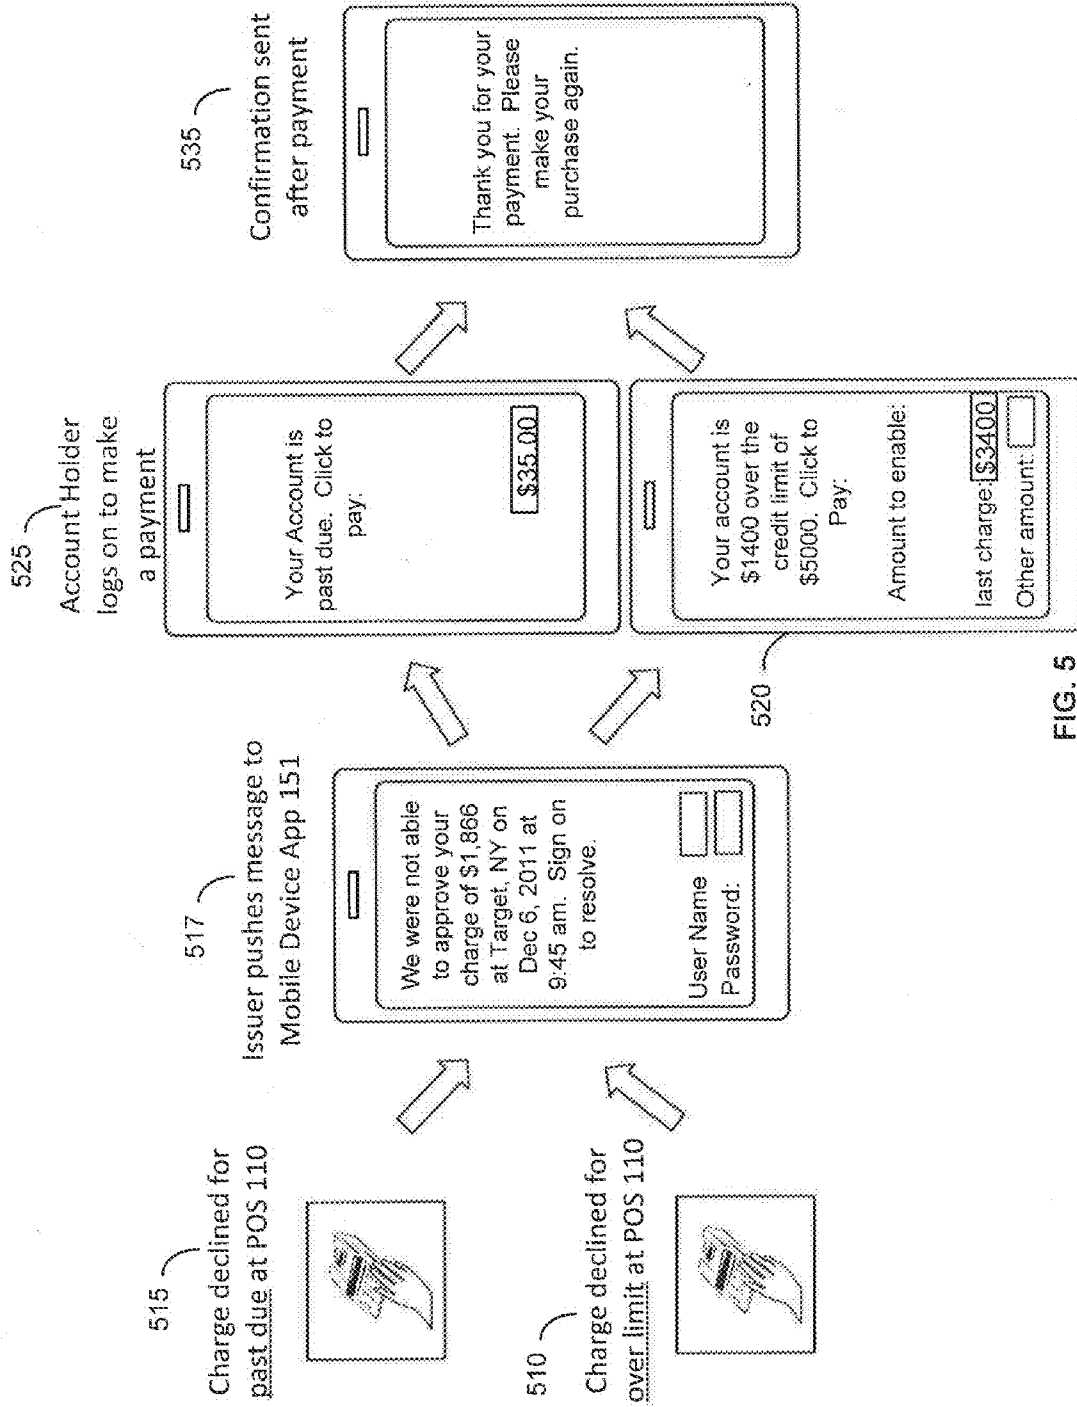 515
Charge declined for
past due at POS 110
510
Charge declined for
over limit at POS 110
517
Issuer pushes message to
Mobile Device App 151
We were not able
to approve your
charge of $1,866
at Target, NY on
Dec 6, 2011 at
9:45 am. Sign on
to resolve.
User Name
Password:
525
Account Holder
logs on to make
a payment
Your Account is
past due. Click to
pay:
$35.00
520
Your account is
$1400 over the
credit limit of
$5000. Click to
Pay:
Amount to enable:
last charge: $3400
Other amount:
535
Confirmation sent
after payment
Thank you for your
payment. Please
make your
purchase again.
FIG. 5